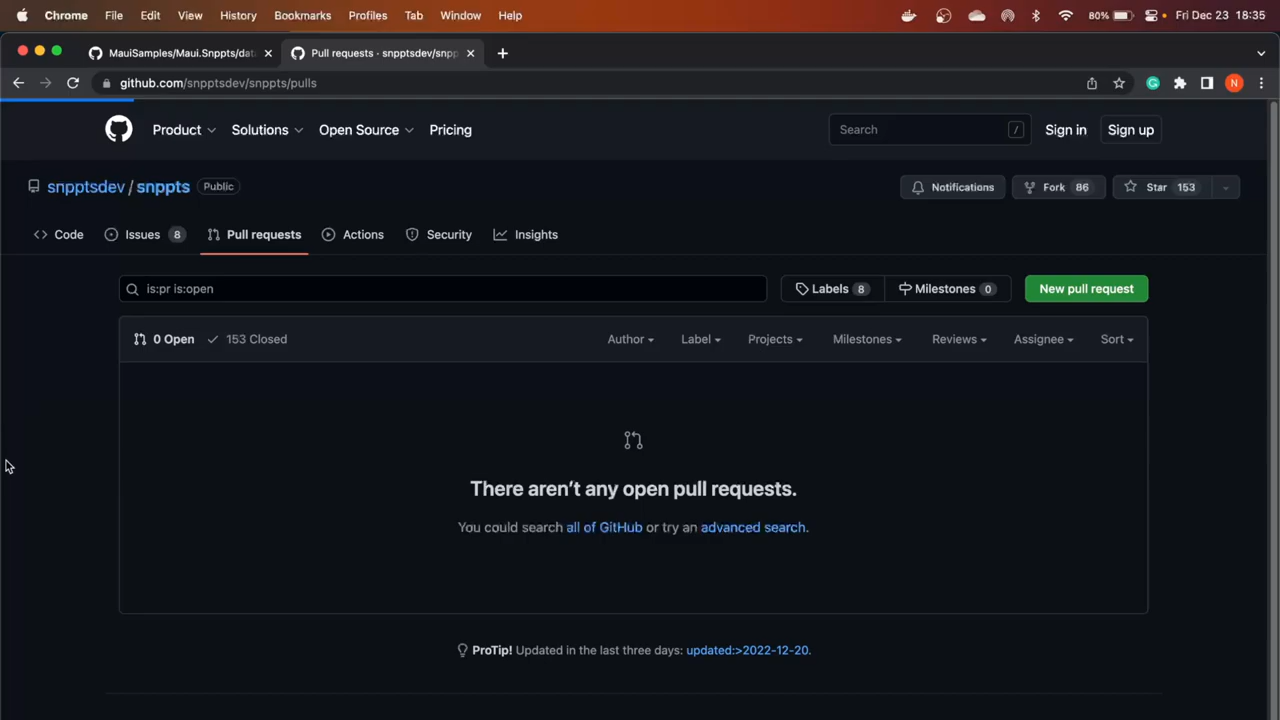 Chrome File Edit View History Bookmarks Profiles Tab Window Help 80% Fri Dec 23 18:35
MauiSamples/Maui.Snppts/dat Pull requests · snpptsdev/snpp
github.com/snpptsdev/snppts/pulls N
Product Solutions Open Source Pricing Search / Sign in Sign up
snpptsdev / snppts Public Notifications Fork 86 Star 153
Code Issues 8 Pull requests Actions Security Insights
is:pr is:open Labels 8 Milestones 0 New pull request
0 Open 153 Closed Author Label Projects Milestones Reviews Assignee Sort
There aren’t any open pull requests.
You could search all of GitHub or try an advanced search.
ProTip! Updated in the last three days: updated:>2022-12-20.